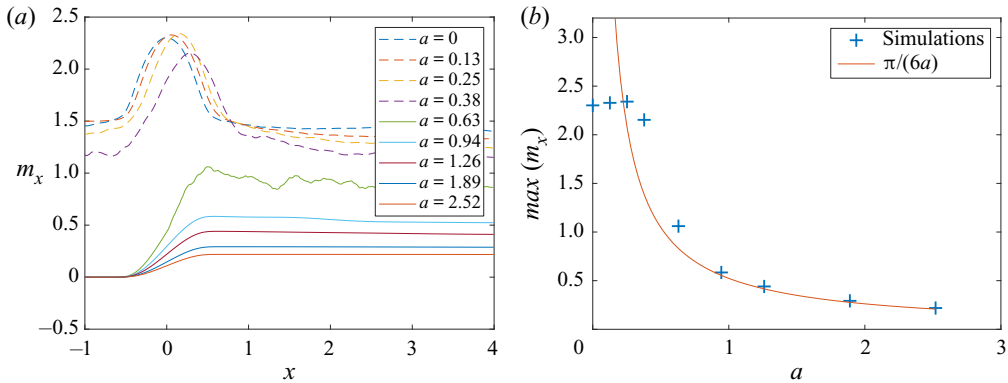 (a)
2.5
2.0
1.5
1.0
0.5
0
−0.5
m_x
−1
0
1
2
3
4
x
a = 0
a = 0.13
a = 0.25
a = 0.38
a = 0.63
a = 0.94
a = 1.26
a = 1.89
a = 2.52
(b)
3.0
2.5
2.0
1.5
1.0
0.5
max (m_x)
0
1
2
3
a
Simulations
π/(6a)